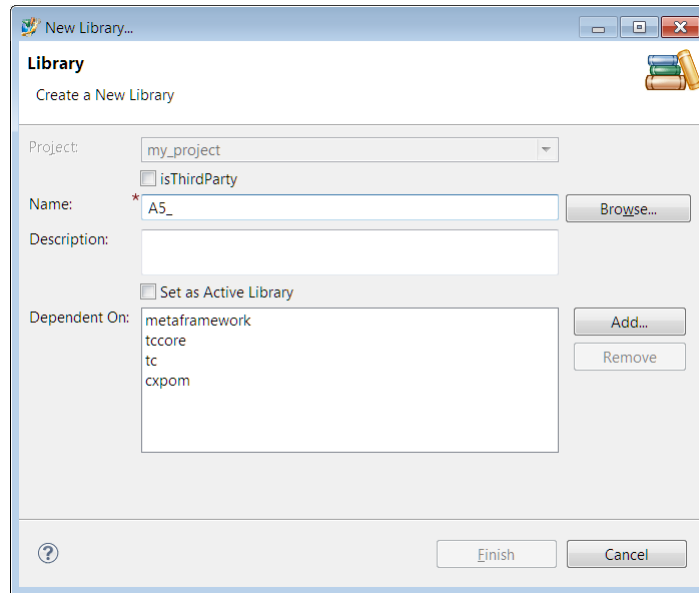 New Library...
Library
Create a New Library
Project: my_project
isThirdParty
Name: * A5_ Browse...
Description:
Set as Active Library
Dependent On: metaframework Add...
tccore
tc Remove
cxpom
? Finish Cancel